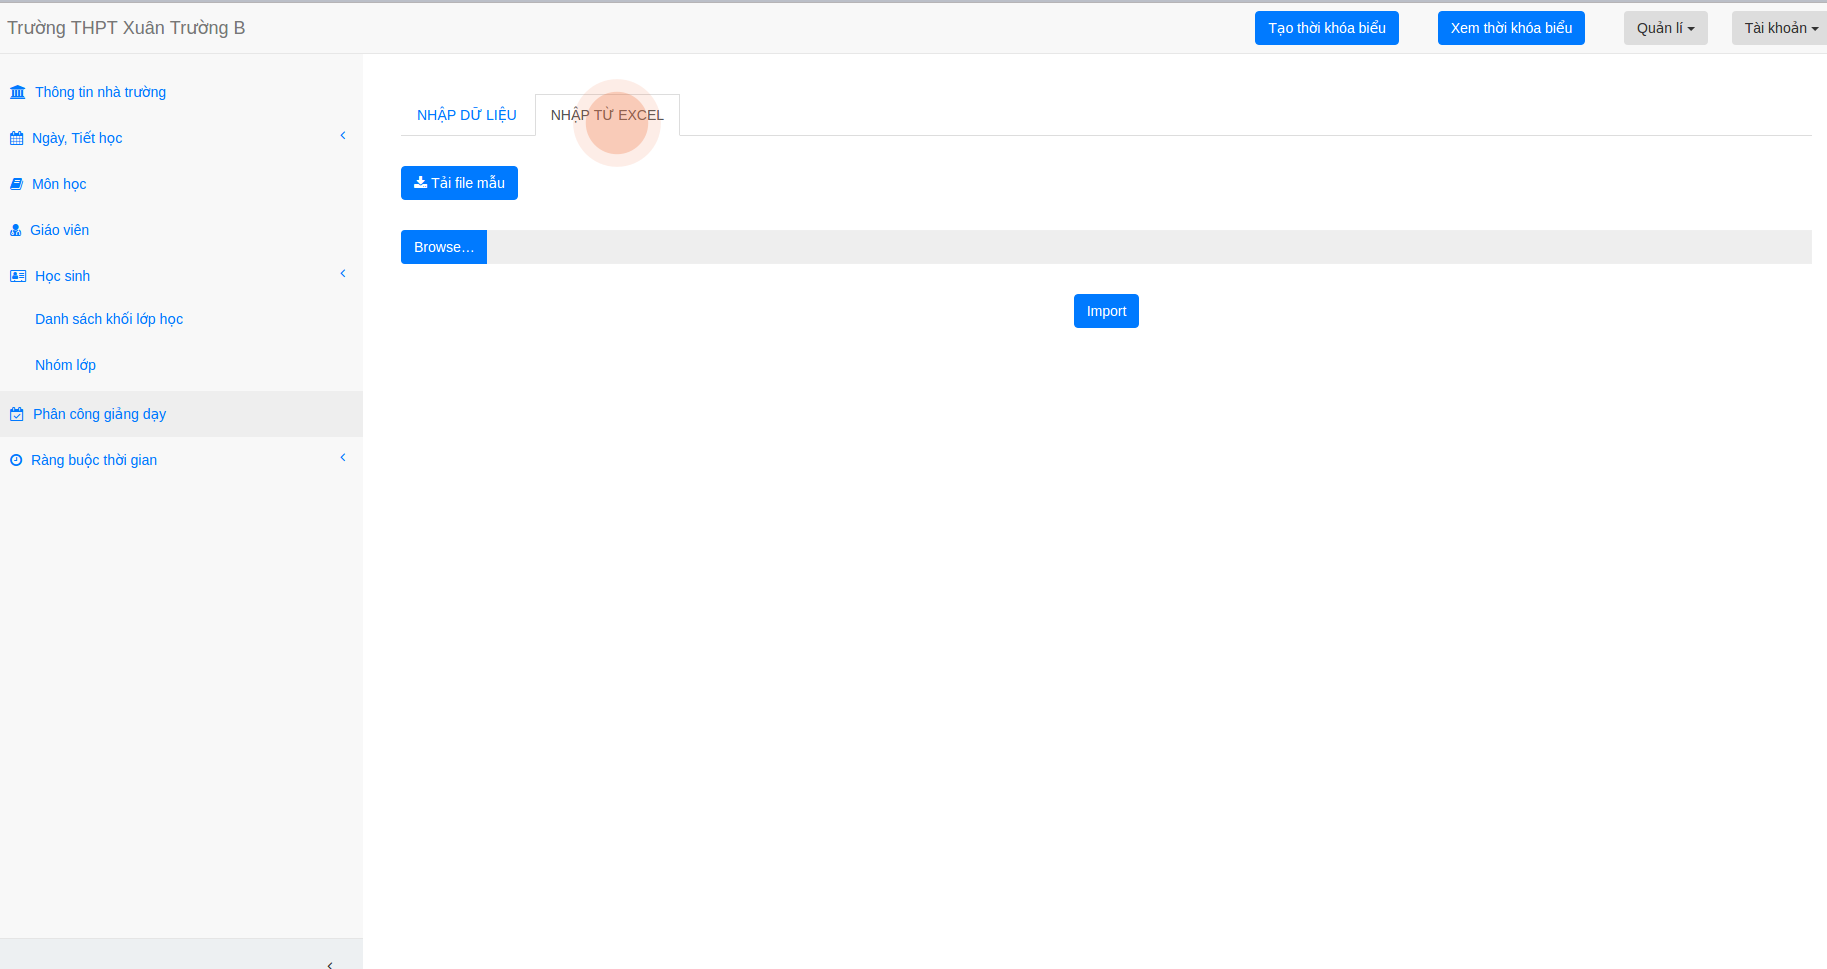 Trường THPT Xuân Trường B
Tạo thời khóa biểu
Xem thời khóa biểu
Quản lí
Tài khoản
Thông tin nhà trường
Ngày, Tiết học
Môn học
Giáo viên
Học sinh
Danh sách khối lớp học
Nhóm lớp
Phân công giảng dạy
Ràng buộc thời gian
NHẬP DỮ LIỆU
NHẬP TỪ EXCEL
Tải file mẫu
Browse...
Import